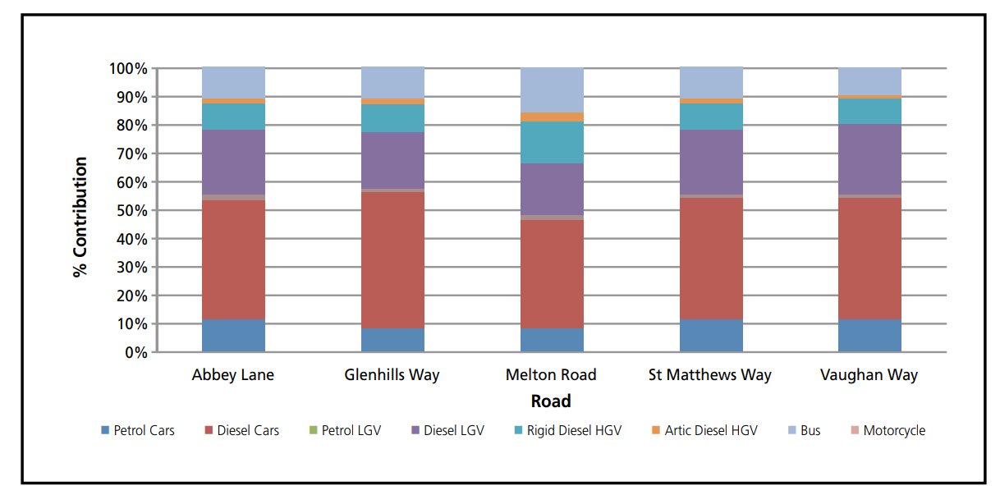 100%
90%
80%
70%
60%
50%
40%
30%
20%
10%
0%
% Contribution
Abbey Lane Glenhills Way Melton Road St Matthews Way Vaughan Way
Road
Petrol Cars Diesel Cars Petrol LGV Diesel LGV Rigid Diesel HGV Artic Diesel HGV Bus Motorcycle